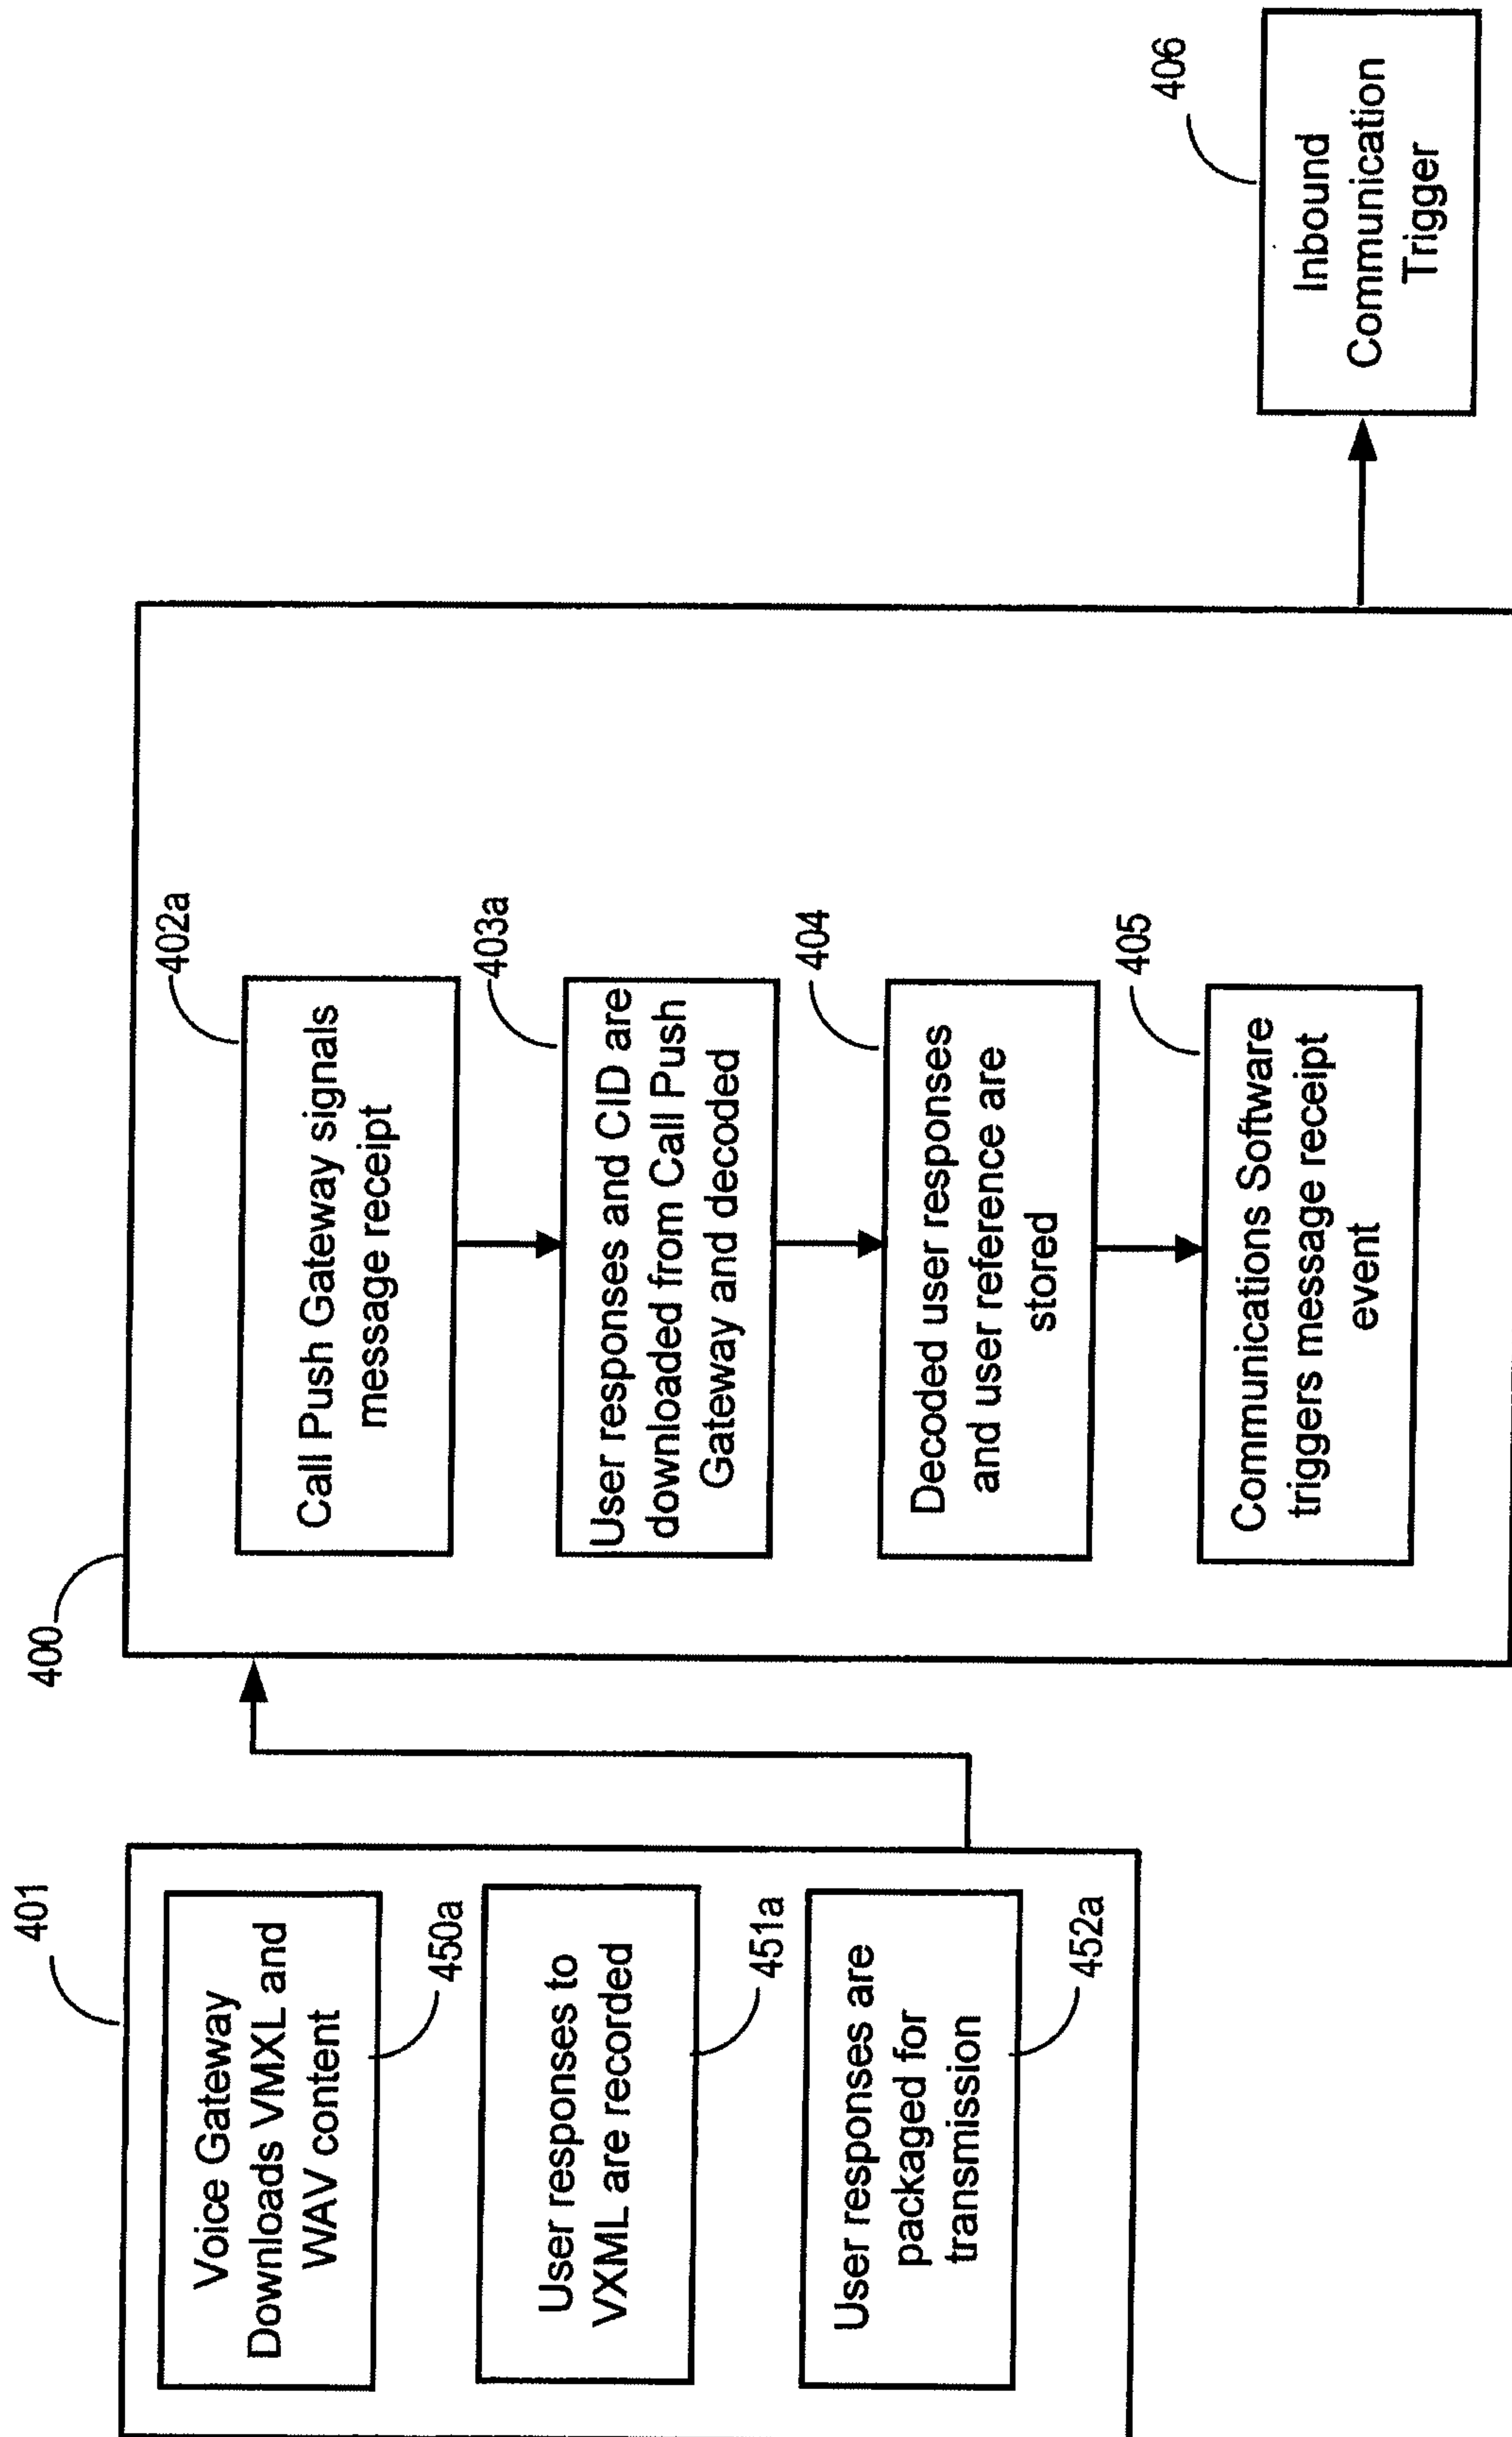 401
Voice Gateway
Downloads VMXL and
WAV content
450a
User responses to
VXML are recorded
451a
User responses are
packaged for
transmission
452a
400
Call Push Gateway signals
message receipt
402a
User responses and CID are
downloaded from Call Push
Gateway and decoded
403a
Decoded user responses
and user reference are
stored
404
Communications Software
triggers message receipt
event
405
Inbound
Communication
Trigger
406